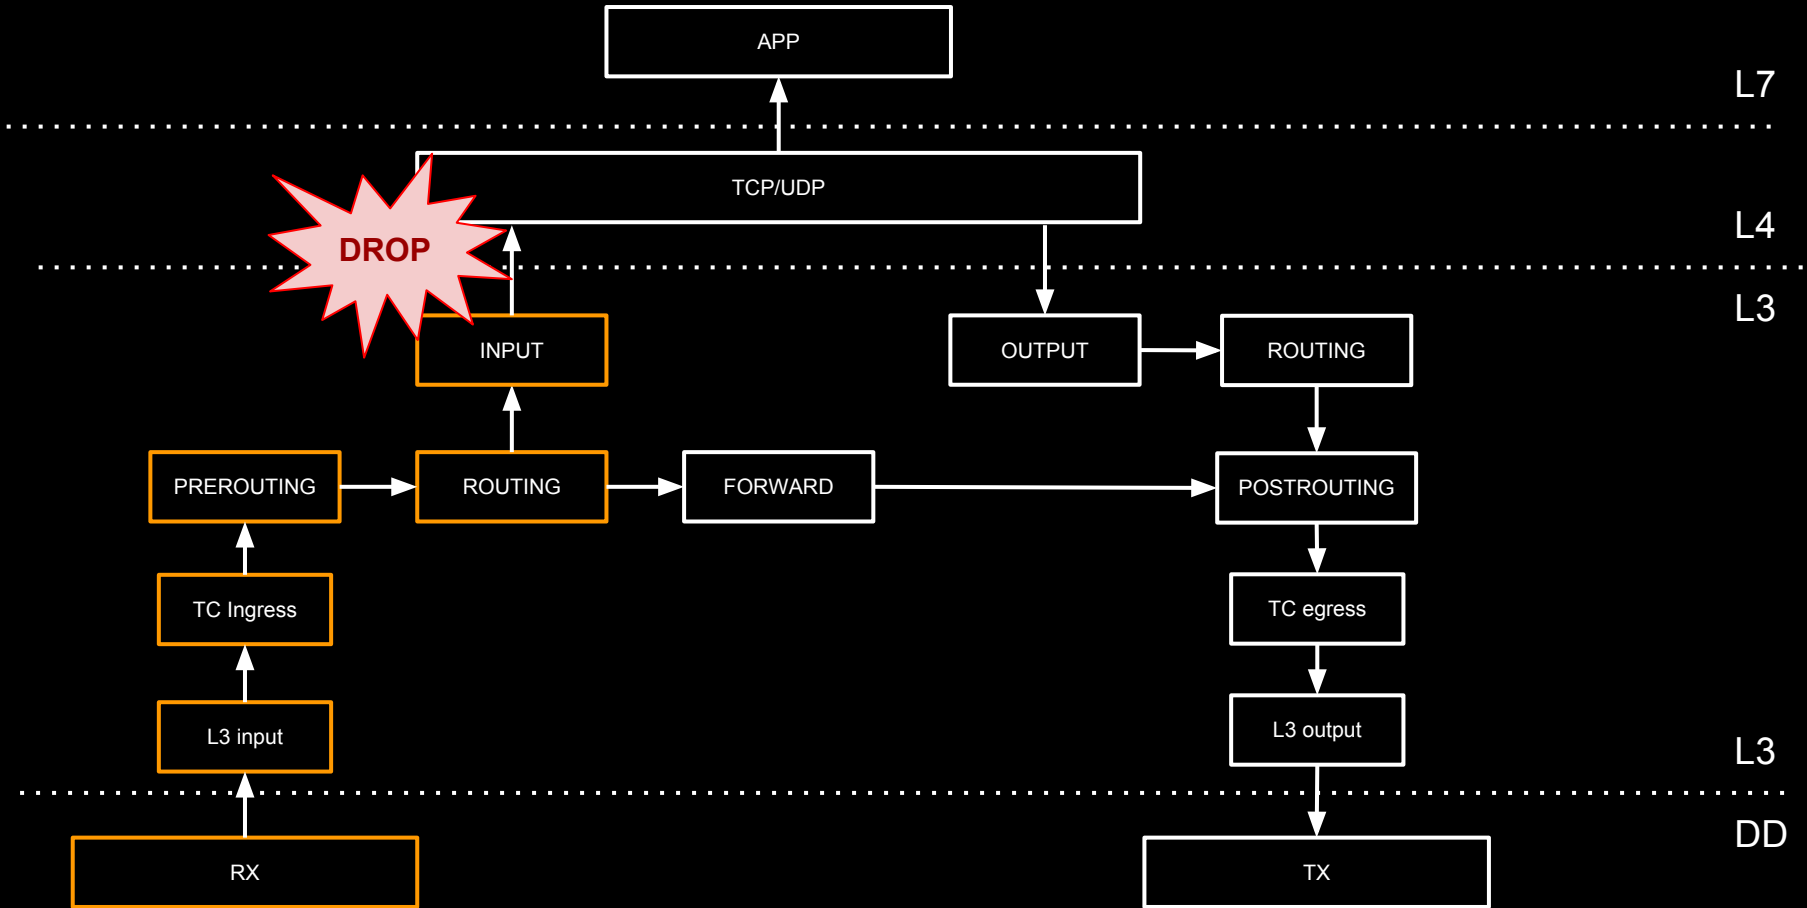 APP
L7
TCP/UDP
L4
DROP
L3
INPUT
OUTPUT
ROUTING
PREROUTING
ROUTING
FORWARD
POSTROUTING
TC Ingress
TC egress
L3 input
L3 output
L3
DD
RX
TX